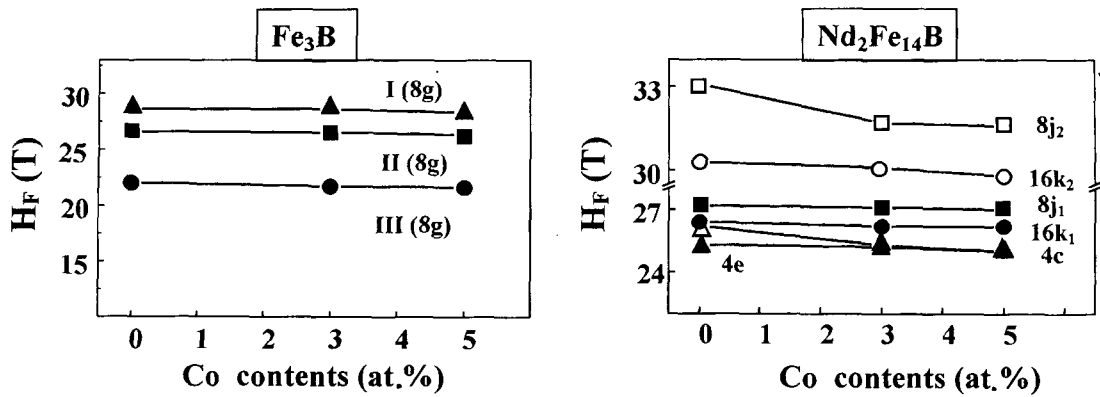 Fe₃B
H_F (T)
30
25
20
15
I (8g)
II (8g)
III (8g)
0 1 2 3 4 5
Co contents (at.%)
Nd₂Fe₁₄B
H_F (T)
33
30
27
24
8j₂
16k₂
8j₁
16k₁
4e
4c
0 1 2 3 4 5
Co contents (at.%)